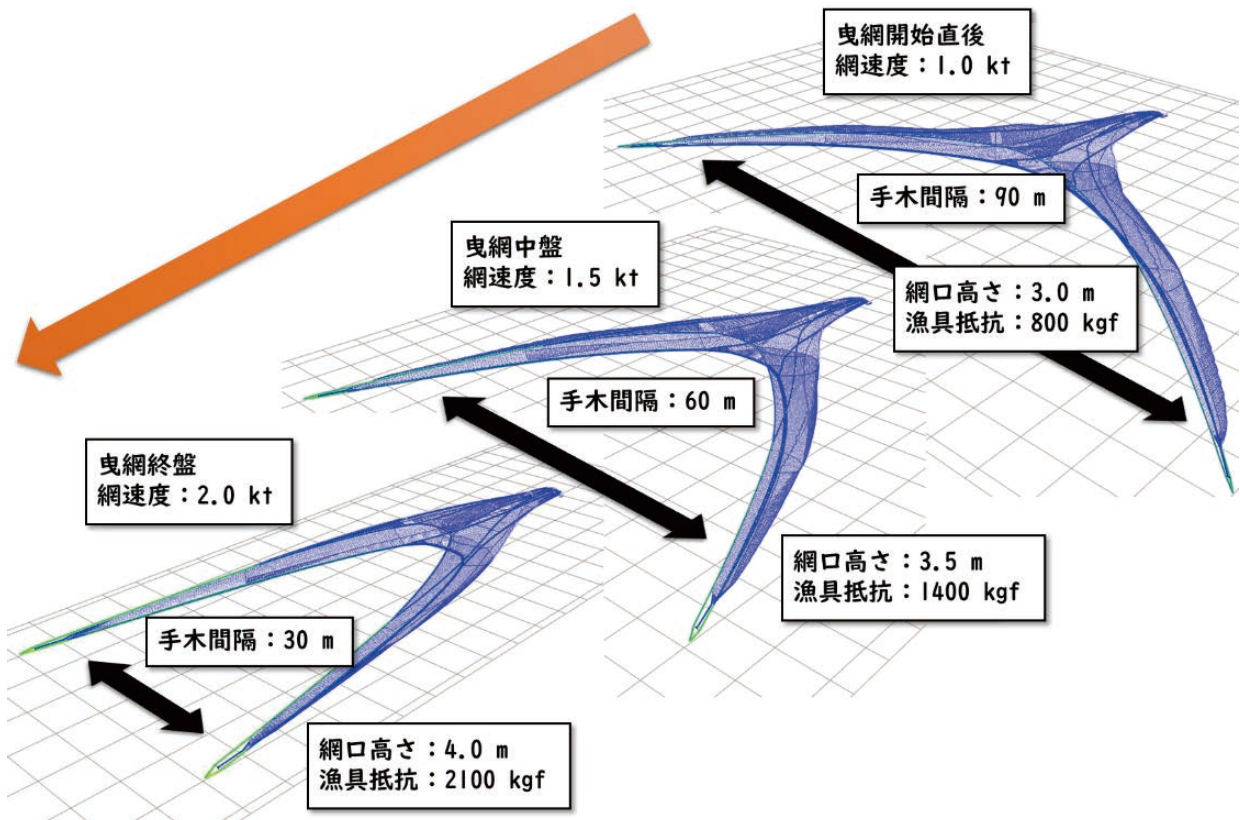 曳網開始直後
網速度：1.0 kt
手木間隔：90 m
網口高さ：3.0 m
漁具抵抗：800 kgf
曳網中盤
網速度：1.5 kt
手木間隔：60 m
網口高さ：3.5 m
漁具抵抗：1400 kgf
曳網終盤
網速度：2.0 kt
手木間隔：30 m
網口高さ：4.0 m
漁具抵抗：2100 kgf